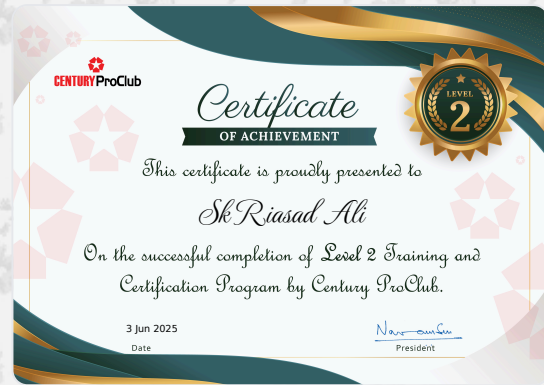 CENTURY ProClub
LEVEL
2
Certificate
OF ACHIEVEMENT
This certificate is proudly presented to
Sk Riasad Ali
On the successful completion of Level 2 Training and
Certification Program by Century ProClub.
3 Jun 2025
Date
President